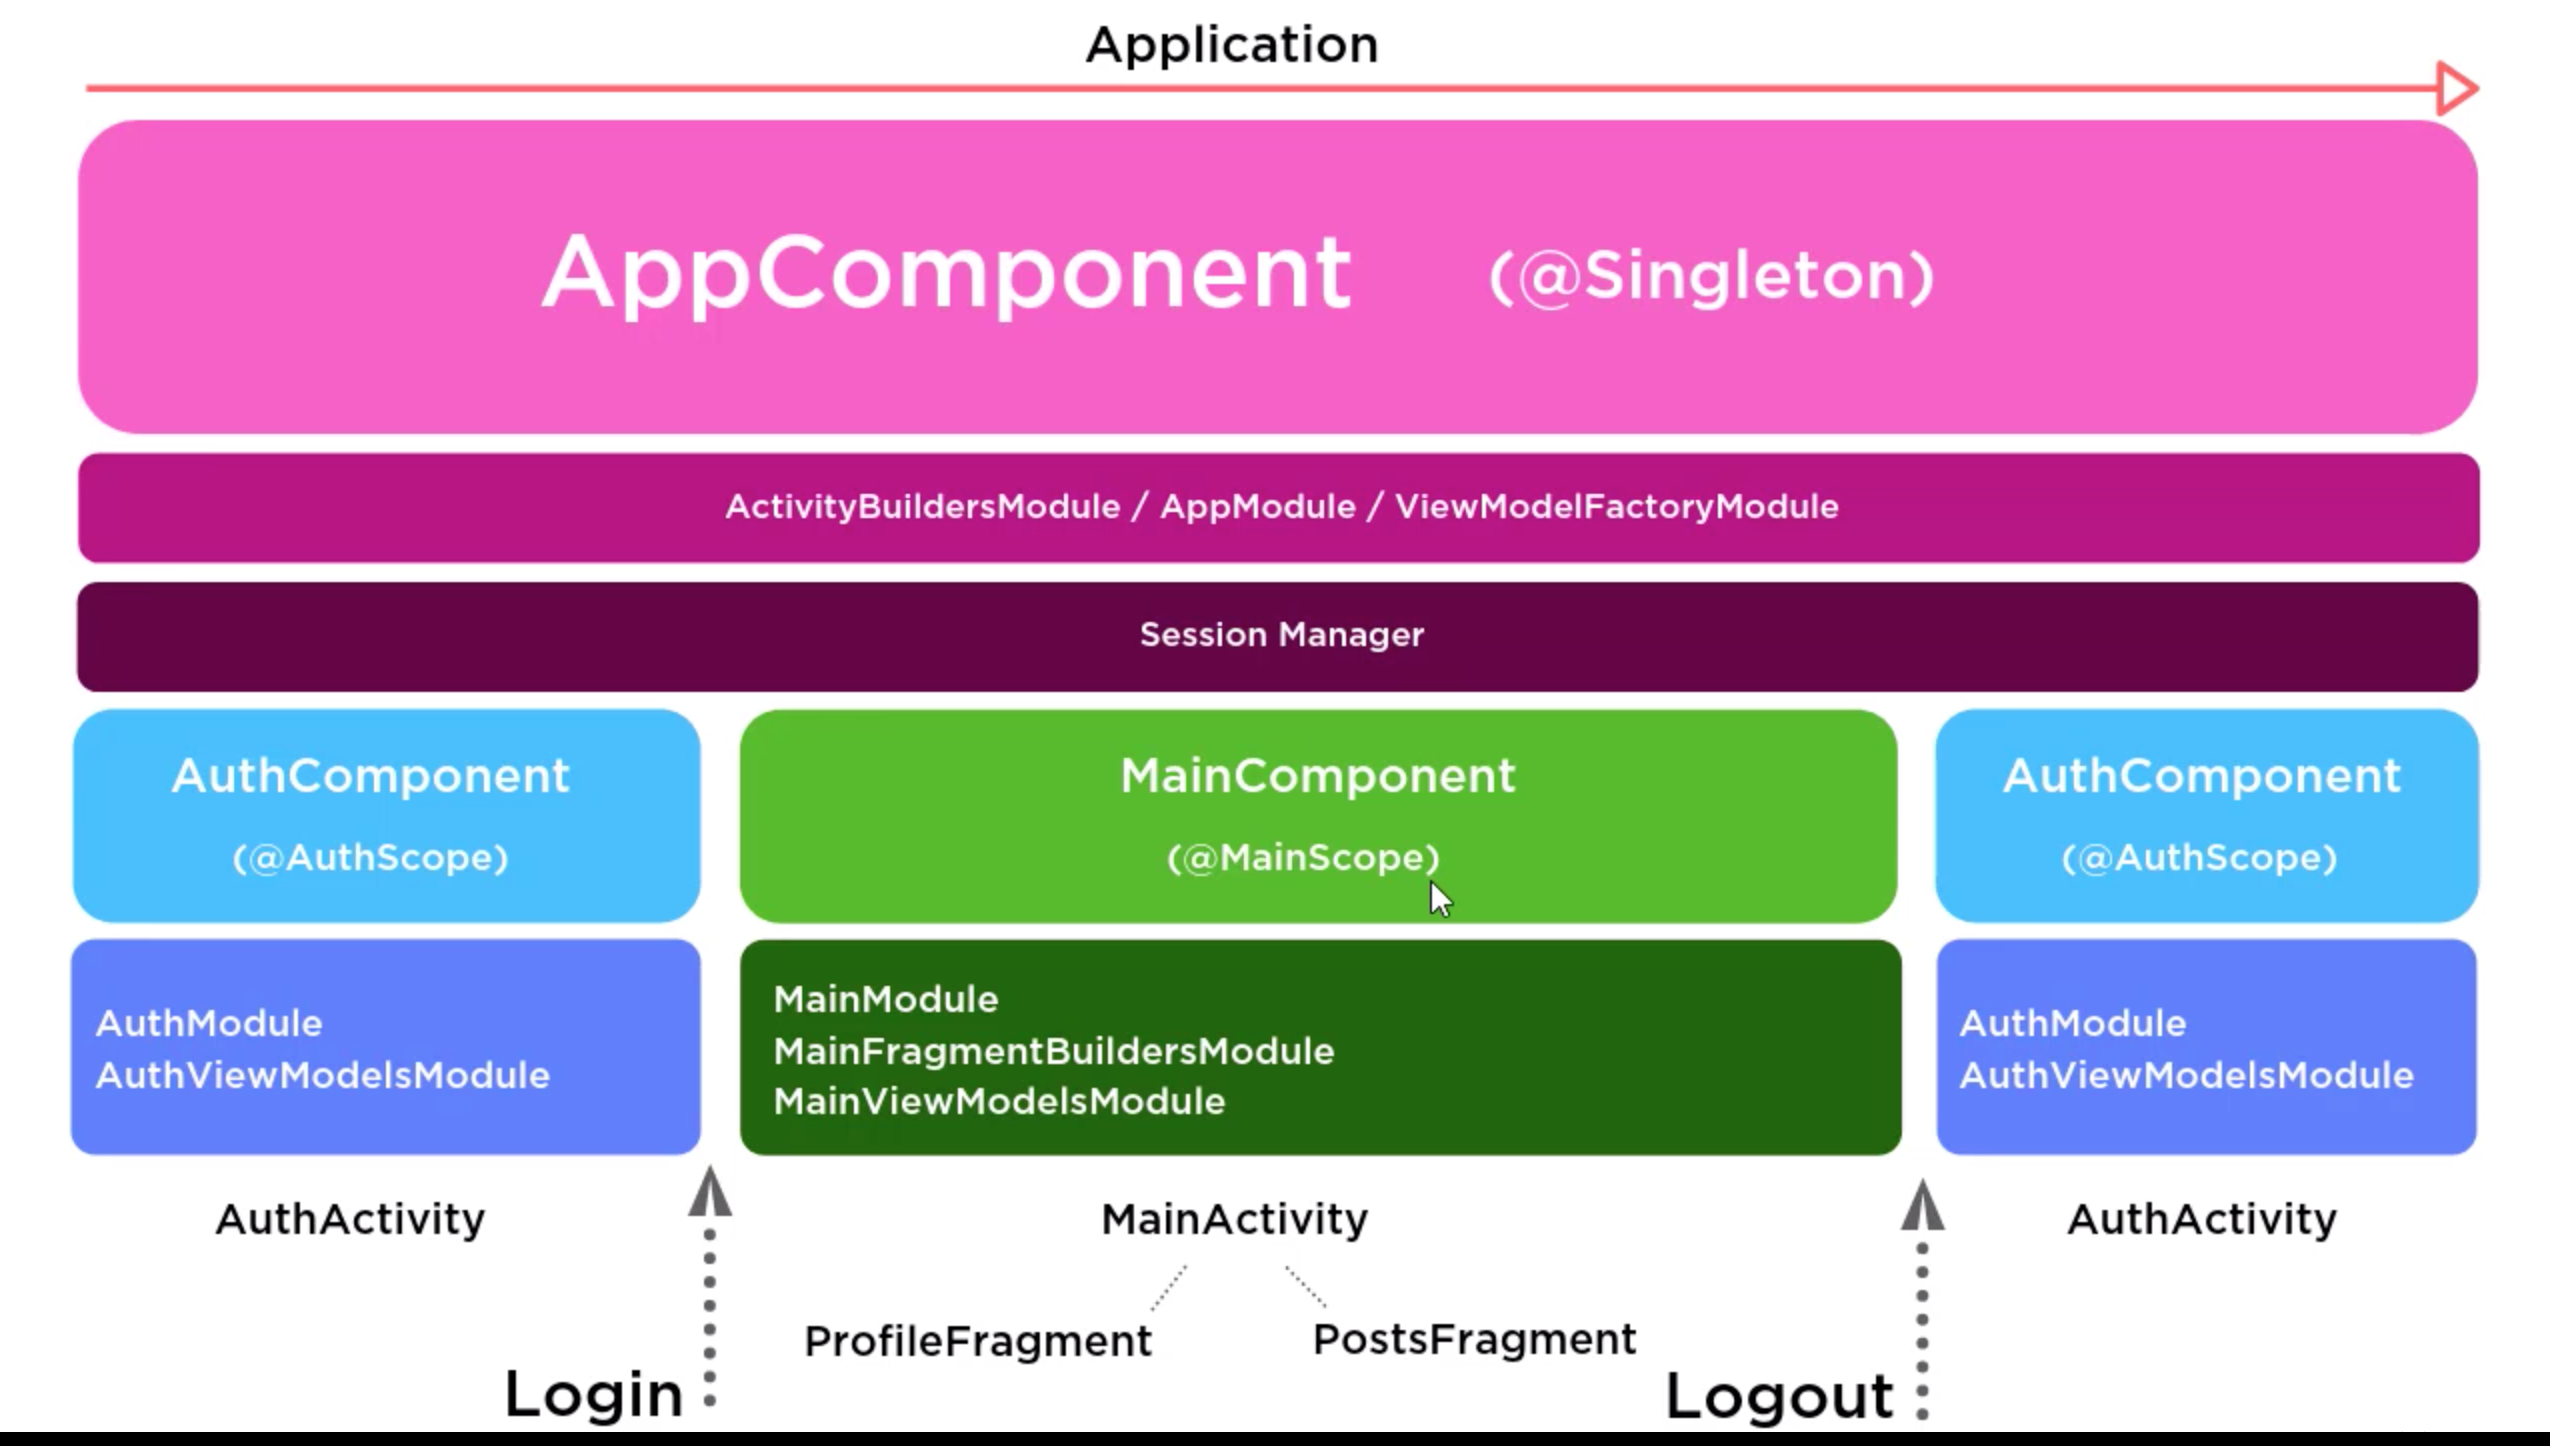 Application
AppComponent (@Singleton)
ActivityBuildersModule / AppModule / ViewModelFactoryModule
Session Manager
AuthComponent
(@AuthScope)
MainComponent
(@MainScope)
AuthComponent
(@AuthScope)
AuthModule
AuthViewModelsModule
MainModule
MainFragmentBuildersModule
MainViewModelsModule
AuthModule
AuthViewModelsModule
AuthActivity
MainActivity
AuthActivity
ProfileFragment
PostsFragment
Login
Logout